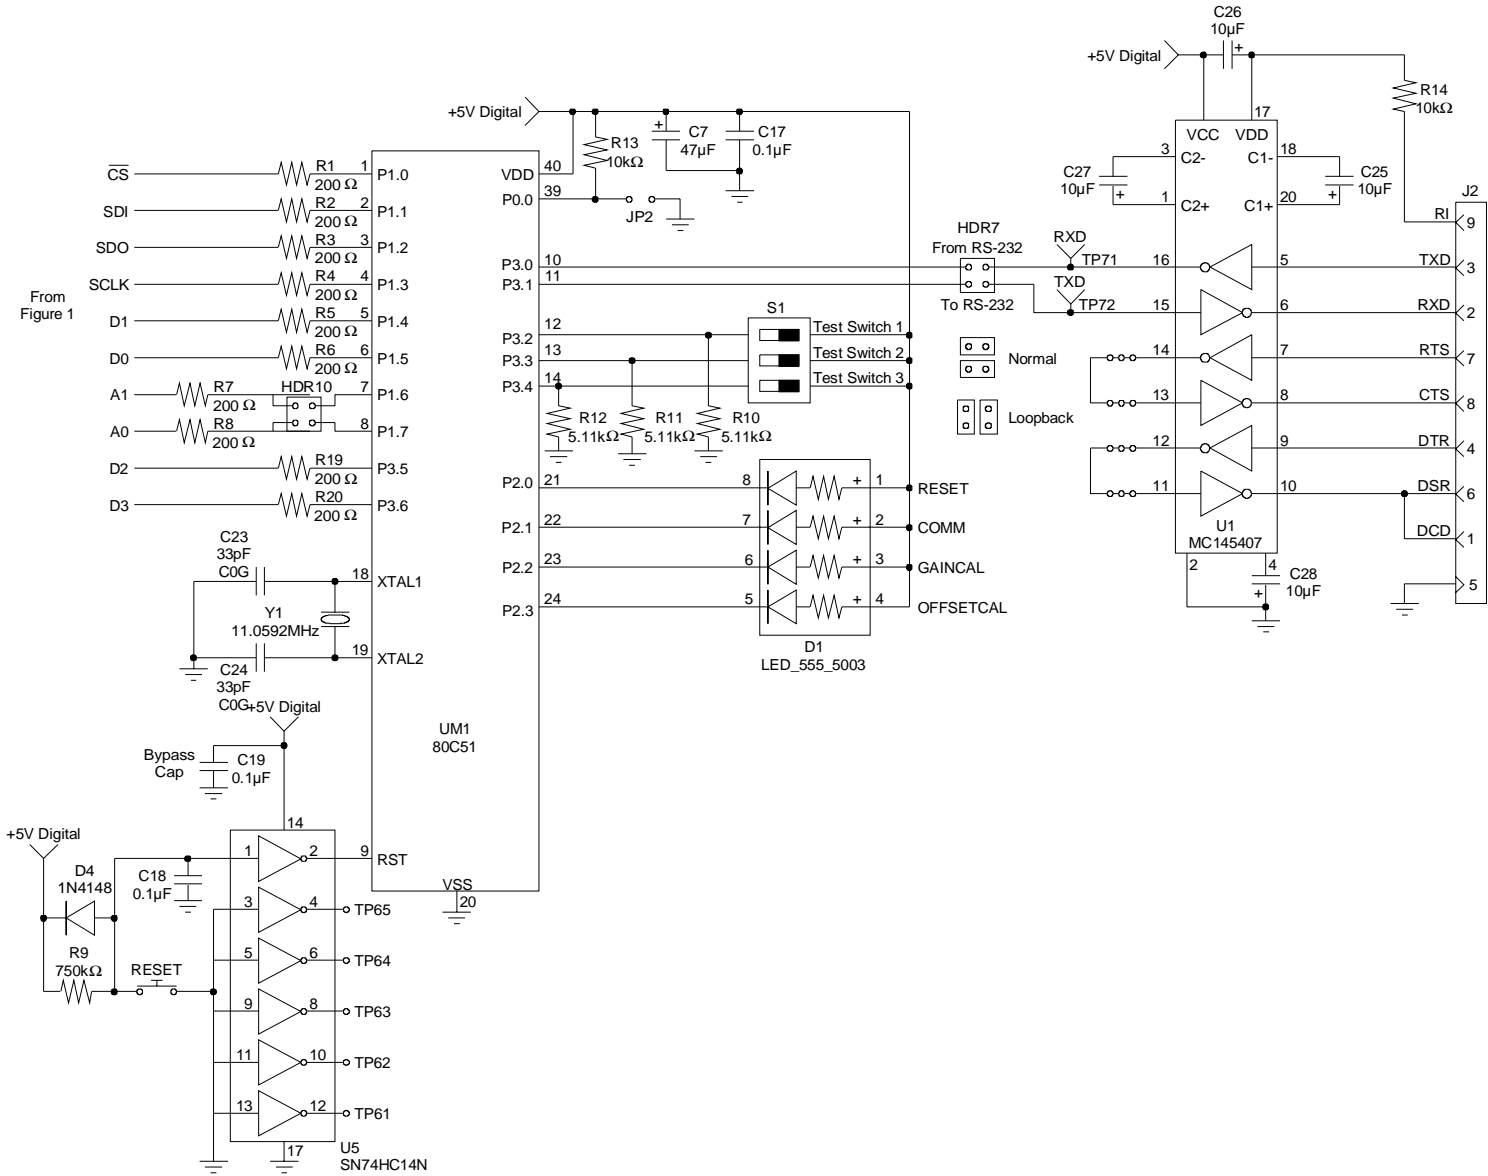 C26
10µF
+5V Digital
+
R14
10kΩ
17
VCC VDD
3 C2- C1- 18
C27
10µF
+
C25
10µF
+
1 C2+ C1+ 20
J2
RI 9
RXD
TP71 16 5 TXD 3
TXD
TP72 15 6 RXD 2
14 7 RTS 7
13 8 CTS 8
12 9 DTR 4
11 10 DSR 6
DCD 1
5
U1
MC145407
2 4
C28
10µF
+
+5V Digital
R13
10kΩ
+
C7
47µF
C17
0.1µF
VDD 40
P0.0 39
JP2
HDR7
From RS-232
To RS-232
P3.0 10
P3.1 11
Normal
Loopback
S1
P3.2 12 Test Switch 1
P3.3 13 Test Switch 2
P3.4 14 Test Switch 3
R12
5.11kΩ
R11
5.11kΩ
R10
5.11kΩ
P2.0 21 8 + 1 RESET
P2.1 22 7 + 2 COMM
P2.2 23 6 + 3 GAINCAL
P2.3 24 5 + 4 OFFSETCAL
D1
LED_555_5003
From
Figure 1
CS R1 200 Ω 1 P1.0
SDI R2 200 Ω 2 P1.1
SDO R3 200 Ω 3 P1.2
SCLK R4 200 Ω 4 P1.3
D1 R5 200 Ω 5 P1.4
D0 R6 200 Ω 6 P1.5
A1 R7 200 Ω HDR10 7 P1.6
A0 R8 200 Ω 8 P1.7
D2 R19 200 Ω P3.5
D3 R20 200 Ω P3.6
C23
33pF
C0G
18 XTAL1
Y1
11.0592MHz
19 XTAL2
C24
33pF
C0G
+5V Digital
UM1
80C51
Bypass
Cap
C19
0.1µF
14
+5V Digital
D4
1N4148
C18
0.1µF
1 2 9 RST
VSS
20
3 4 TP65
R9
750kΩ
RESET
5 6 TP64
9 8 TP63
11 10 TP62
13 12 TP61
17
U5
SN74HC14N